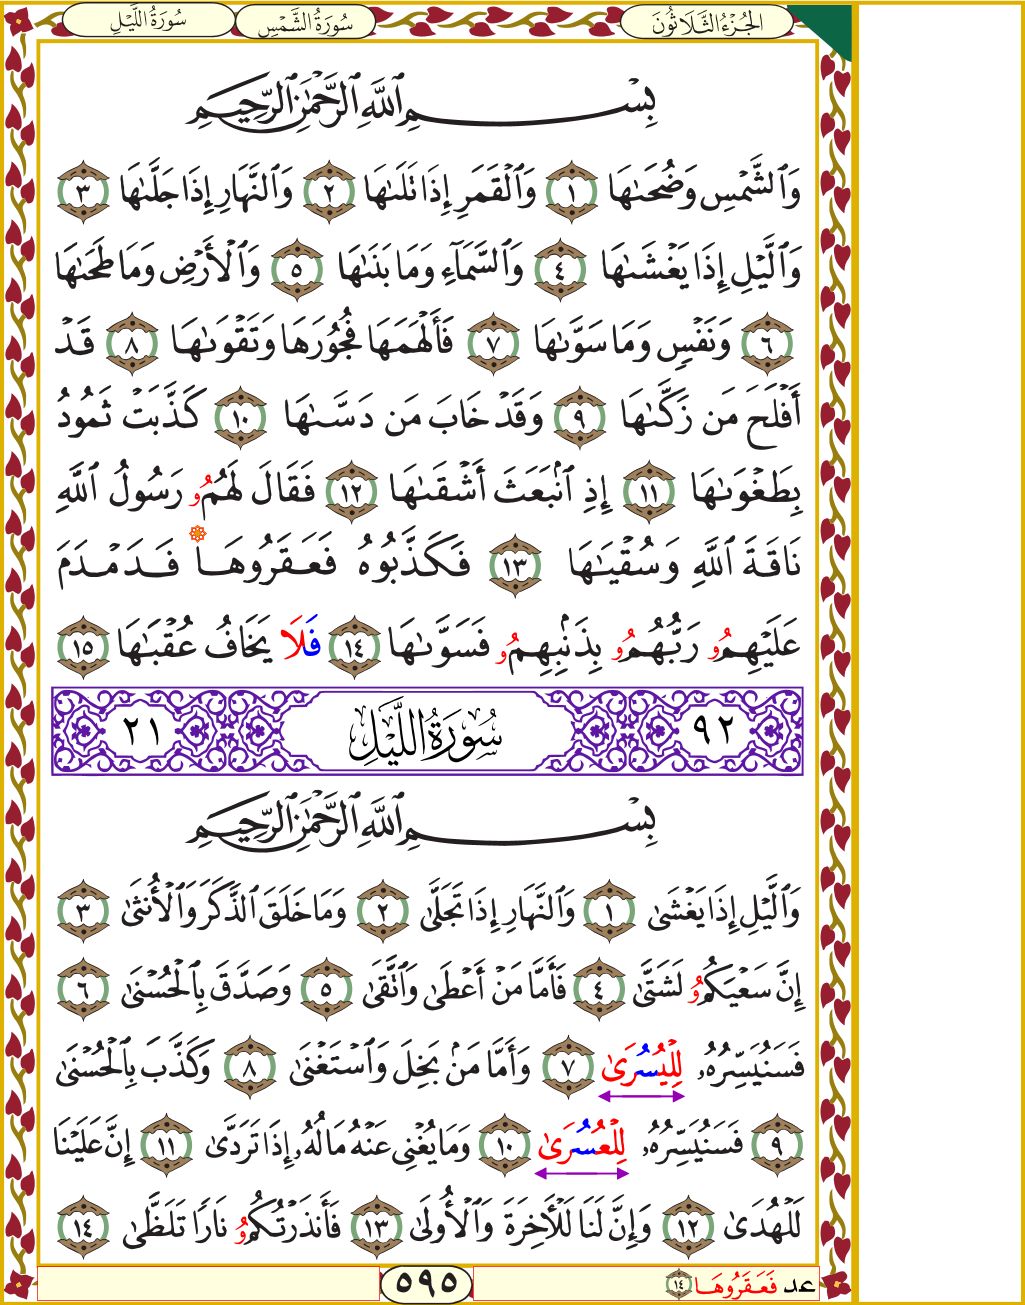 الجُزْءُ الثَّلَاثُونَ سُورَةُ الشَّمْسِ سُورَةُ اللَّيْلِ
بِسْمِ ٱللَّهِ ٱلرَّحْمَٰنِ ٱلرَّحِيمِ
وَٱلشَّمْسِ وَضُحَىٰهَا ١ وَٱلْقَمَرِ إِذَا تَلَىٰهَا ٢ وَٱلنَّهَارِ إِذَا جَلَّىٰهَا ٣
وَٱلَّيْلِ إِذَا يَغْشَىٰهَا ٤ وَٱلسَّمَآءِ وَمَا بَنَىٰهَا ٥ وَٱلْأَرْضِ وَمَا طَحَىٰهَا
٦ وَنَفْسٍ وَمَا سَوَّىٰهَا ٧ فَأَلْهَمَهَا فُجُورَهَا وَتَقْوَىٰهَا ٨ قَدْ
أَفْلَحَ مَن زَكَّىٰهَا ٩ وَقَدْ خَابَ مَن دَسَّىٰهَا ١٠ كَذَّبَتْ ثَمُودُ
بِطَغْوَىٰهَا ١١ إِذِ ٱنۢبَعَثَ أَشْقَىٰهَا ١٢ فَقَالَ لَهُمُو رَسُولُ ٱللَّهِ
نَاقَةَ ٱللَّهِ وَسُقْيَٰهَا ١٣ فَكَذَّبُوهُ فَعَقَرُوهَا فَدَمْدَمَ
عَلَيْهِمُو رَبُّهُمُو بِذَنۢبِهِمُو فَسَوَّىٰهَا ١٤ فَلَا يَخَافُ عُقْبَٰهَا ١٥
٩٢ سُورَةُ اللَّيْلِ ٢١
بِسْمِ ٱللَّهِ ٱلرَّحْمَٰنِ ٱلرَّحِيمِ
وَٱلَّيْلِ إِذَا يَغْشَىٰ ١ وَٱلنَّهَارِ إِذَا تَجَلَّىٰ ٢ وَمَا خَلَقَ ٱلذَّكَرَ وَٱلْأُنثَىٰ ٣
إِنَّ سَعْيَكُمُو لَشَتَّىٰ ٤ فَأَمَّا مَنْ أَعْطَىٰ وَٱتَّقَىٰ ٥ وَصَدَّقَ بِٱلْحُسْنَىٰ ٦
فَسَنُيَسِّرُهُۥ لِلْيُسُرَىٰ ٧ وَأَمَّا مَنۢ بَخِلَ وَٱسْتَغْنَىٰ ٨ وَكَذَّبَ بِٱلْحُسْنَىٰ
٩ فَسَنُيَسِّرُهُۥ لِلْعُسُرَىٰ ١٠ وَمَا يُغْنِى عَنْهُ مَالُهُۥٓ إِذَا تَرَدَّىٰ ١١ إِنَّ عَلَيْنَا
لَلْهُدَىٰ ١٢ وَإِنَّ لَنَا لَلْأَخِرَةَ وَٱلْأُولَىٰ ١٣ فَأَنذَرْتُكُمُو نَارًا تَلَظَّىٰ ١٤
عد فَعَقَرُوهَا ١٤ ٥٩٥